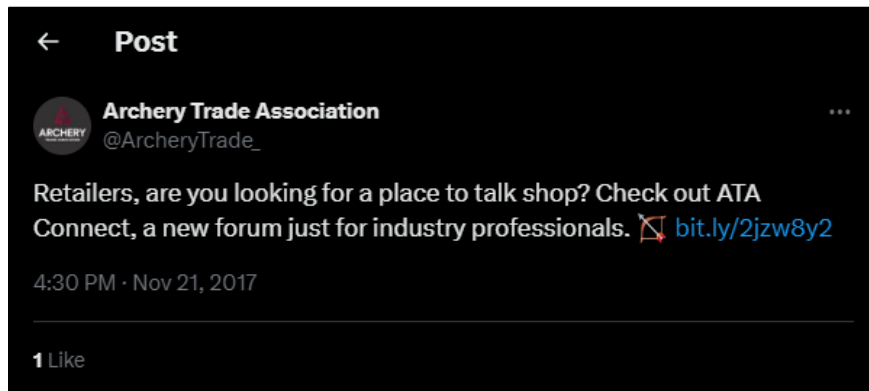 Post
ARCHERY
Archery Trade Association
@ArcheryTrade_
Retailers, are you looking for a place to talk shop? Check out ATA
Connect, a new forum just for industry professionals. 🏹 bit.ly/2jzw8y2
4:30 PM · Nov 21, 2017
1 Like